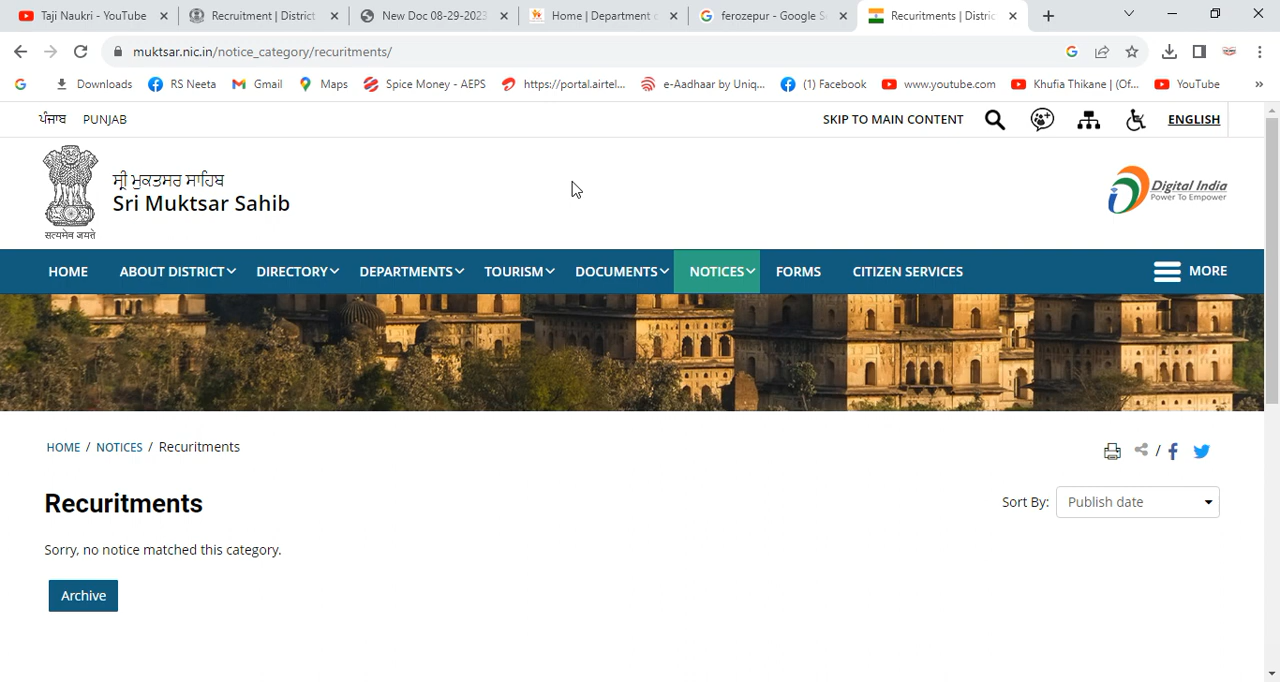 Taji Naukri - YouTube
Recruitment | District
New Doc 08-29-2023
Home | Department o
ferozepur - Google S
Recuritments | Distric
muktsar.nic.in/notice_category/recuritments/
Downloads
RS Neeta
Gmail
Maps
Spice Money - AEPS
https://portal.airtel...
e-Aadhaar by Uniq...
(1) Facebook
www.youtube.com
Khufia Thikane | (Of...
YouTube
»
ਪੰਜਾਬ PUNJAB
SKIP TO MAIN CONTENT
ENGLISH
सत्यमेव जयते
ਸ੍ਰੀ ਮੁਕਤਸਰ ਸਾਹਿਬ
Sri Muktsar Sahib
Digital India
Power To Empower
HOME ABOUT DISTRICT DIRECTORY DEPARTMENTS TOURISM DOCUMENTS NOTICES FORMS CITIZEN SERVICES MORE
HOME / NOTICES / Recuritments
/
Recuritments
Sort By: Publish date
Sorry, no notice matched this category.
Archive